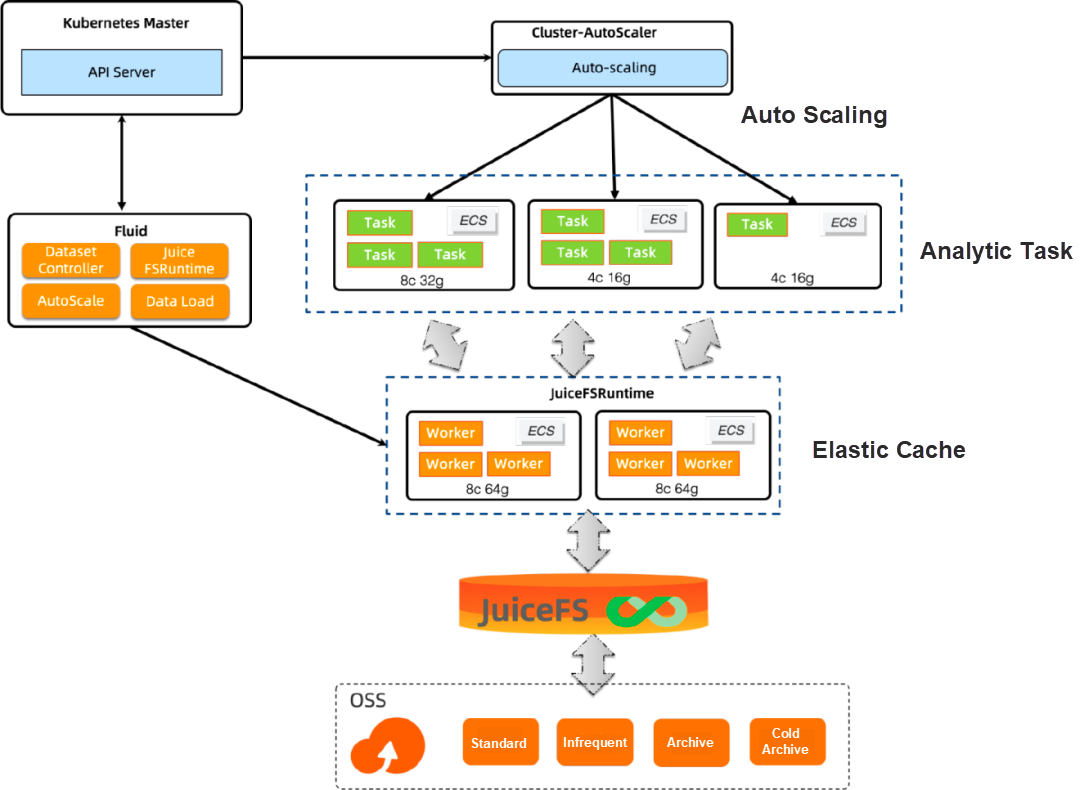 Kubernetes Master
API Server
Cluster-AutoScaler
Auto-scaling
Auto Scaling
Fluid
Dataset
Controller
Juice
FSRuntime
AutoScale
Data Load
Task
ECS
Task
Task
8c 32g
Task
ECS
Task
Task
4c 16g
Task
ECS
4c 16g
Analytic Task
JuiceFSRuntime
Worker
ECS
Worker
Worker
8c 64g
Worker
ECS
Worker
Worker
8c 64g
Elastic Cache
JuiceFS
OSS
Standard
Infrequent
Archive
Cold
Archive